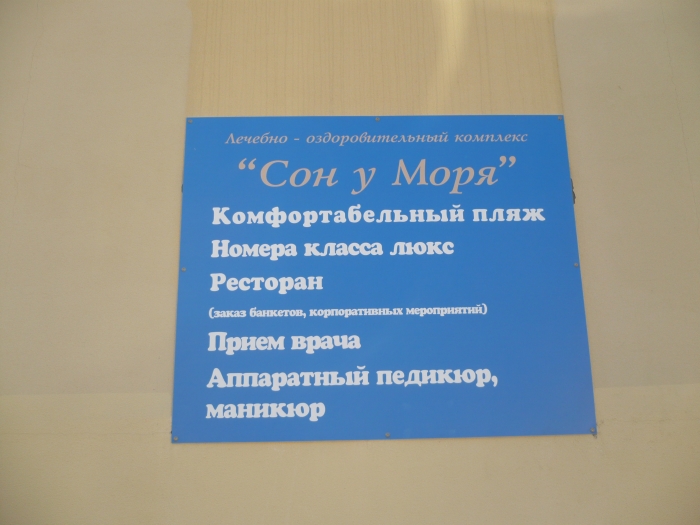 Лечебно - оздоровительный комплекс
“Сон у Моря”
Комфортабельный пляж
Номера класса люкс
Ресторан
(заказ банкетов, корпоративных мероприятий)
Прием врача
Аппаратный педикюр,
маникюр